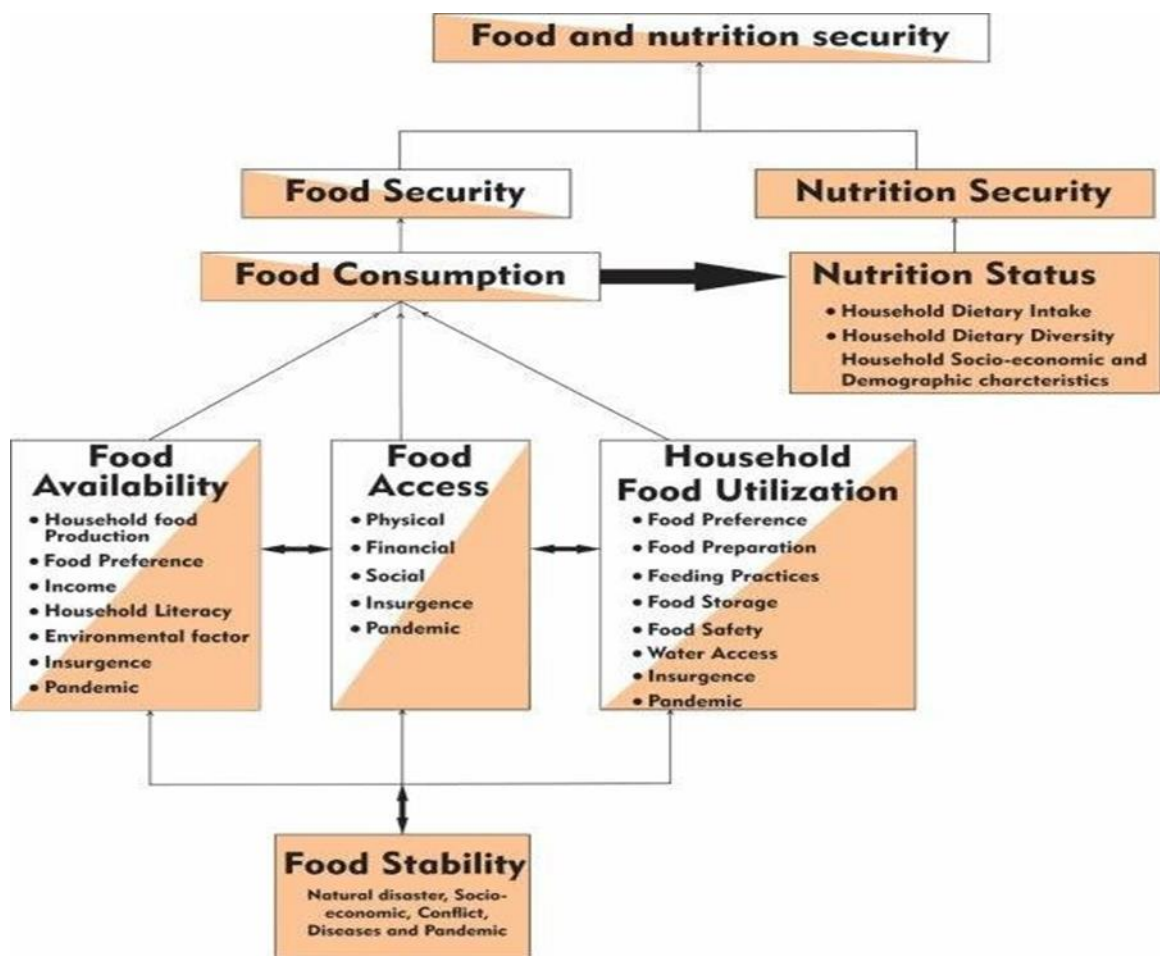 Food and nutrition security
Food Security
Nutrition Security
Food Consumption
Nutrition Status
• Household Dietary Intake
• Household Dietary Diversity
Household Socio-economic and
Demographic charcteristics
Food
Availability
• Household food
Production
• Food Preference
• Income
• Household Literacy
• Environmental factor
• Insurgence
• Pandemic
Food
Access
• Physical
• Financial
• Social
• Insurgence
• Pandemic
Household
Food Utilization
• Food Preference
• Food Preparation
• Feeding Practices
• Food Storage
• Food Safety
• Water Access
• Insurgence
• Pandemic
Food Stability
Natural disaster, Socio-
economic, Conflict,
Diseases and Pandemic